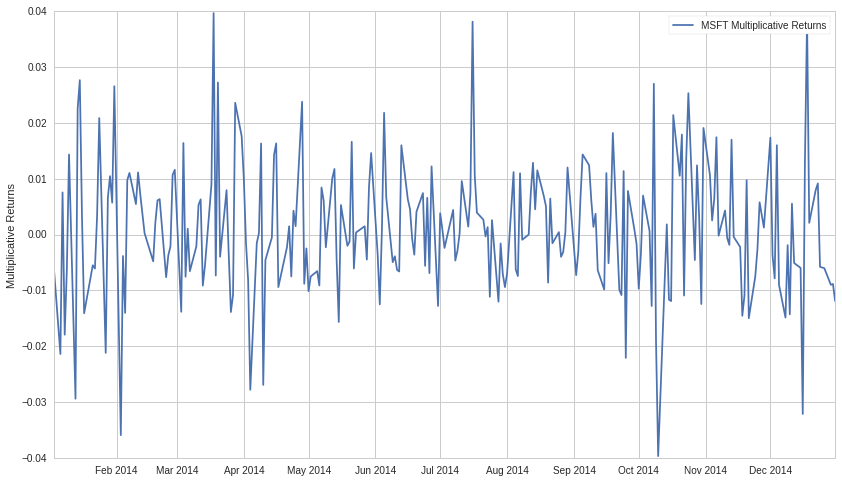 MSFT Multiplicative Returns
0.04
0.03
0.02
0.01
0.00
−0.01
−0.02
−0.03
−0.04
Multiplicative Returns
Feb 2014
Mar 2014
Apr 2014
May 2014
Jun 2014
Jul 2014
Aug 2014
Sep 2014
Oct 2014
Nov 2014
Dec 2014